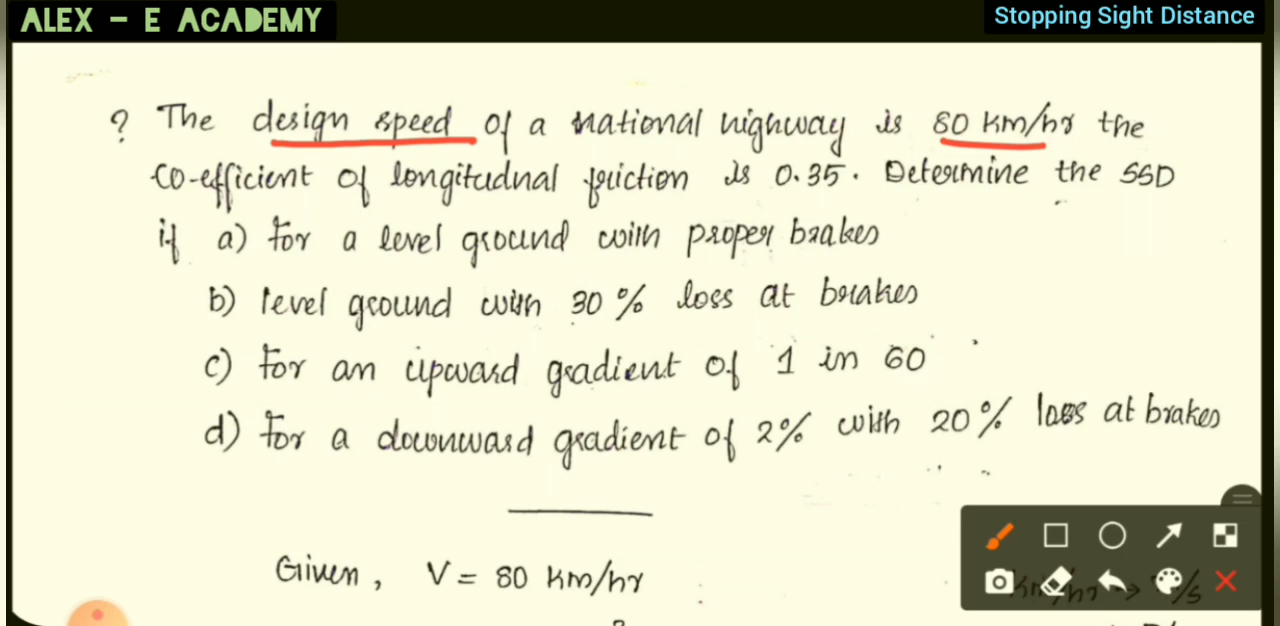 ALEX - E ACADEMY
Stopping Sight Distance
? The design speed of a national highway is 80 km/hr the
co-efficient of longitudnal friction is 0.35. Determine the SSD
if a) for a level ground with proper brakes
b) level ground with 30% loss at brakes
c) for an upward gradient of 1 in 60
d) for a downward gradient of 2% with 20% loss at brakes
Given, V = 80 km/hr
km/hr →